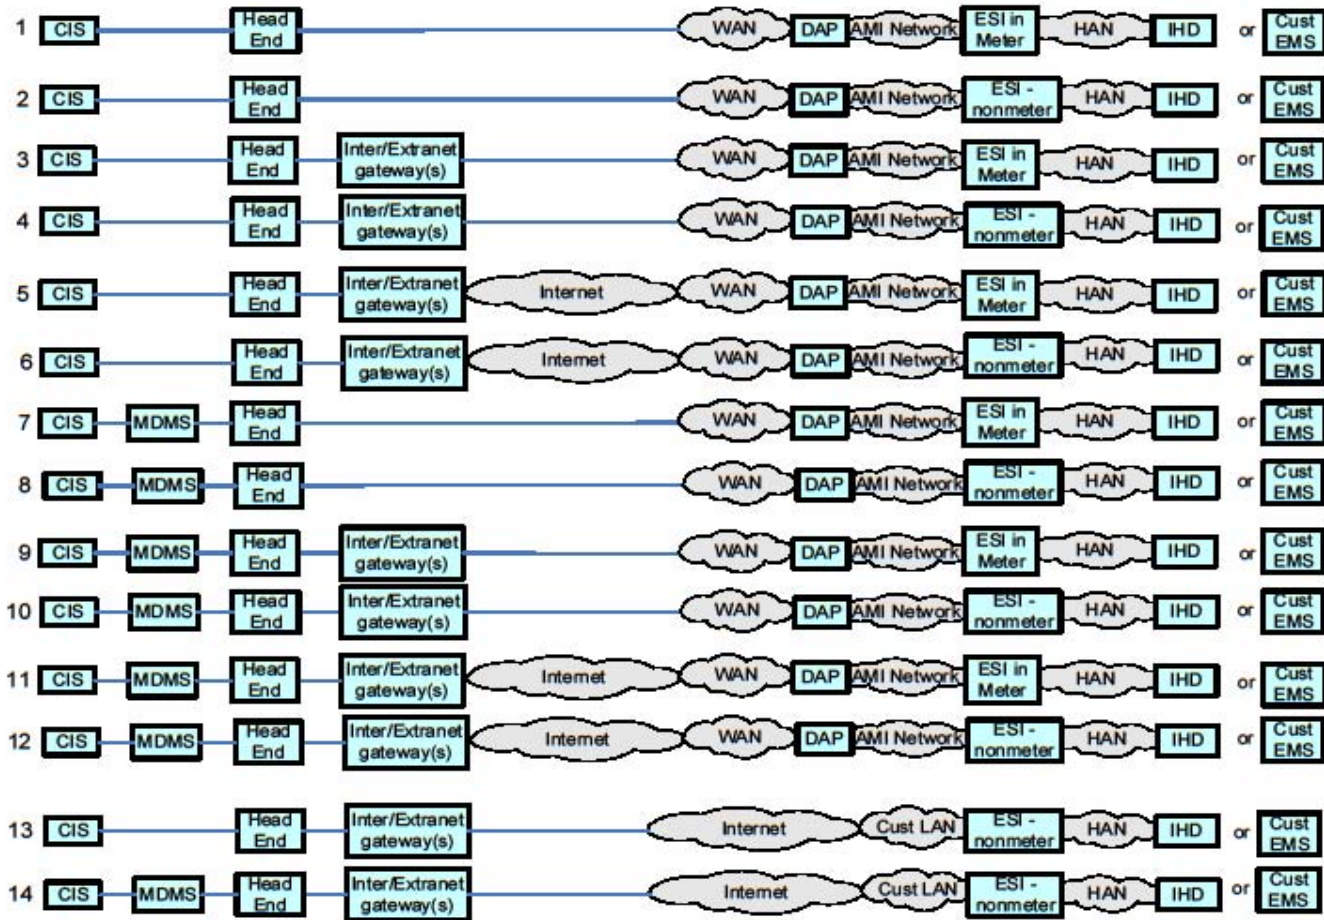 1 CIS Head End WAN DAP AMI Network ESI in Meter HAN IHD or Cust EMS
2 CIS Head End WAN DAP AMI Network ESI - nonmeter HAN IHD or Cust EMS
3 CIS Head End Inter/Extranet gateway(s) WAN DAP AMI Network ESI in Meter HAN IHD or Cust EMS
4 CIS Head End Inter/Extranet gateway(s) WAN DAP AMI Network ESI - nonmeter HAN IHD or Cust EMS
5 CIS Head End Inter/Extranet gateway(s) Internet WAN DAP AMI Network ESI in Meter HAN IHD or Cust EMS
6 CIS Head End Inter/Extranet gateway(s) Internet WAN DAP AMI Network ESI - nonmeter HAN IHD or Cust EMS
7 CIS MDMS Head End WAN DAP AMI Network ESI in Meter HAN IHD or Cust EMS
8 CIS MDMS Head End WAN DAP AMI Network ESI - nonmeter HAN IHD or Cust EMS
9 CIS MDMS Head End Inter/Extranet gateway(s) WAN DAP AMI Network ESI in Meter HAN IHD or Cust EMS
10 CIS MDMS Head End Inter/Extranet gateway(s) WAN DAP AMI Network ESI - nonmeter HAN IHD or Cust EMS
11 CIS MDMS Head End Inter/Extranet gateway(s) Internet WAN DAP AMI Network ESI in Meter HAN IHD or Cust EMS
12 CIS MDMS Head End Inter/Extranet gateway(s) Internet WAN DAP AMI Network ESI - nonmeter HAN IHD or Cust EMS
13 CIS Head End Inter/Extranet gateway(s) Internet Cust LAN ESI - nonmeter HAN IHD or Cust EMS
14 CIS MDMS Head End Inter/Extranet gateway(s) Internet Cust LAN ESI - nonmeter HAN IHD or Cust EMS